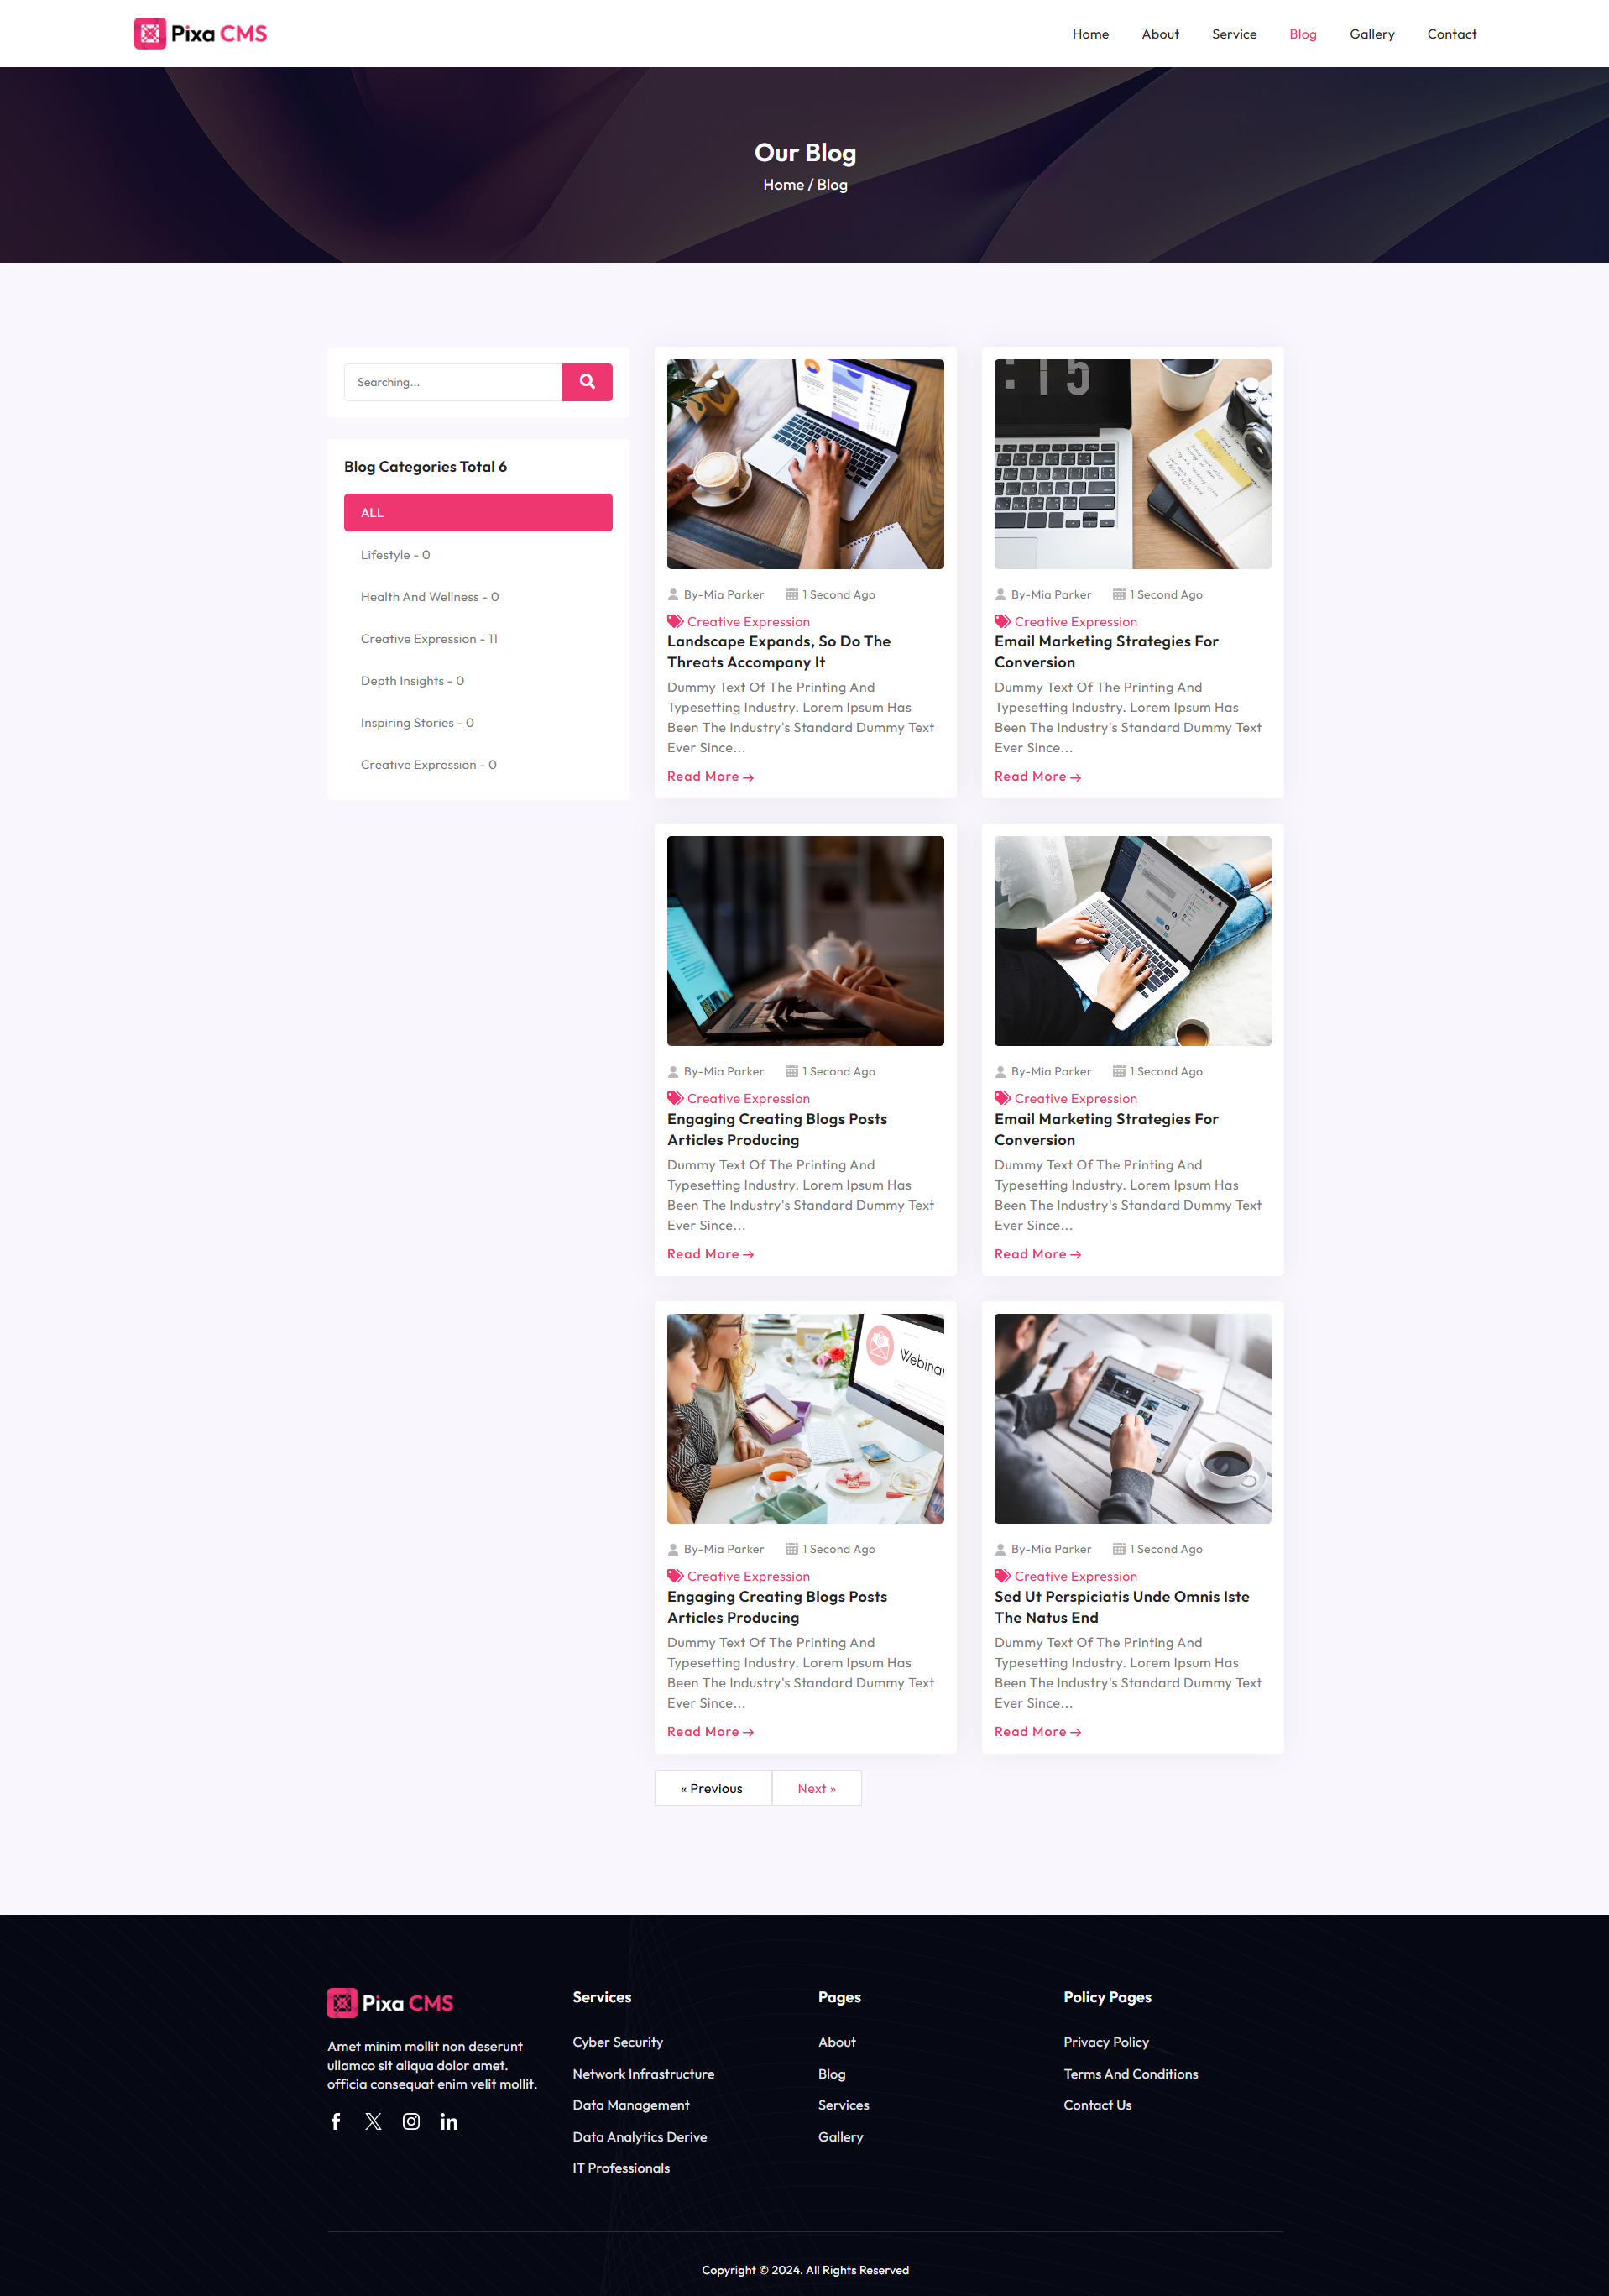 Pixa CMS
Home About Service Blog Gallery Contact
Our Blog
Home / Blog
Searching...
Blog Categories Total 6
ALL
Lifestyle - 0
Health And Wellness - 0
Creative Expression - 11
Depth Insights - 0
Inspiring Stories - 0
Creative Expression - 0
By-Mia Parker 1 Second Ago
Creative Expression
Landscape Expands, So Do The
Threats Accompany It
Dummy Text Of The Printing And
Typesetting Industry. Lorem Ipsum Has
Been The Industry's Standard Dummy Text
Ever Since...
Read More
:15
By-Mia Parker 1 Second Ago
Creative Expression
Email Marketing Strategies For
Conversion
Dummy Text Of The Printing And
Typesetting Industry. Lorem Ipsum Has
Been The Industry's Standard Dummy Text
Ever Since...
Read More
By-Mia Parker 1 Second Ago
Creative Expression
Engaging Creating Blogs Posts
Articles Producing
Dummy Text Of The Printing And
Typesetting Industry. Lorem Ipsum Has
Been The Industry's Standard Dummy Text
Ever Since...
Read More
By-Mia Parker 1 Second Ago
Creative Expression
Email Marketing Strategies For
Conversion
Dummy Text Of The Printing And
Typesetting Industry. Lorem Ipsum Has
Been The Industry's Standard Dummy Text
Ever Since...
Read More
Webinar
By-Mia Parker 1 Second Ago
Creative Expression
Engaging Creating Blogs Posts
Articles Producing
Dummy Text Of The Printing And
Typesetting Industry. Lorem Ipsum Has
Been The Industry's Standard Dummy Text
Ever Since...
Read More
By-Mia Parker 1 Second Ago
Creative Expression
Sed Ut Perspiciatis Unde Omnis Iste
The Natus End
Dummy Text Of The Printing And
Typesetting Industry. Lorem Ipsum Has
Been The Industry's Standard Dummy Text
Ever Since...
Read More
« Previous Next »
Pixa CMS
Amet minim mollit non deserunt
ullamco sit aliqua dolor amet.
officia consequat enim velit mollit.
Services
Cyber Security
Network Infrastructure
Data Management
Data Analytics Derive
IT Professionals
Pages
About
Blog
Services
Gallery
Policy Pages
Privacy Policy
Terms And Conditions
Contact Us
Copyright © 2024. All Rights Reserved